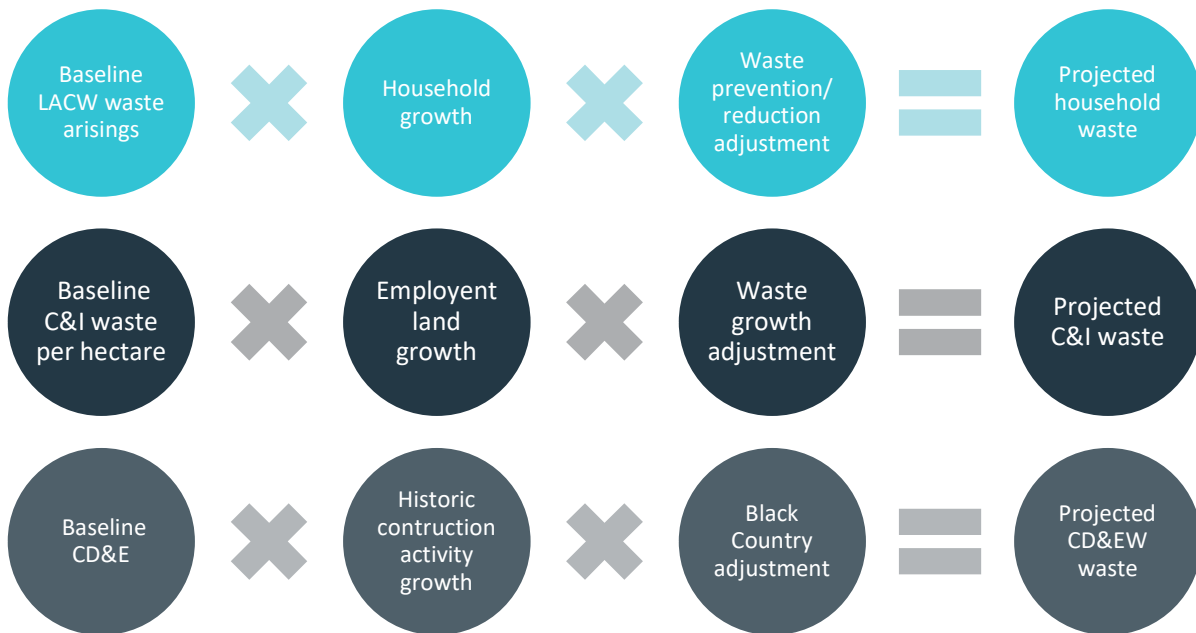 Baseline
LACW waste
arisings
Household
growth
Waste
prevention/
reduction
adjustment
Projected
household
waste
Baseline
C&I waste
per hectare
Employent
land
growth
Waste
growth
adjustment
Projected
C&I waste
Baseline
CD&E
Historic
contruction
activity
growth
Black
Country
adjustment
Projected
CD&EW
waste